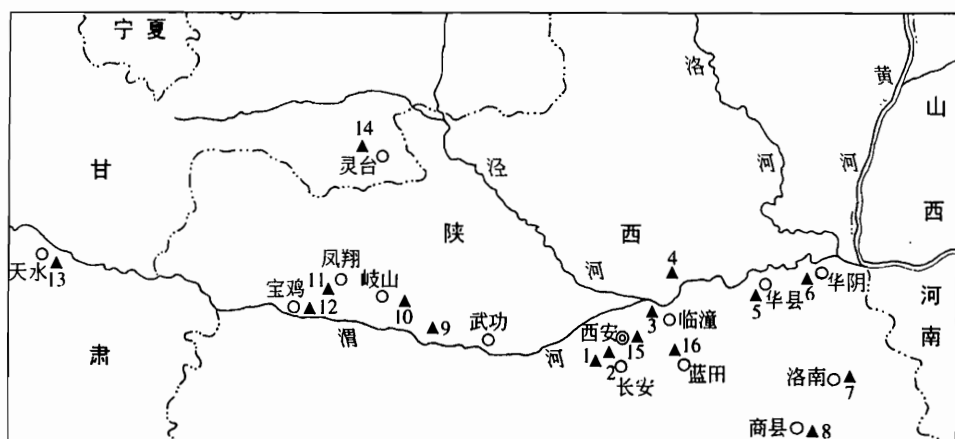 宁夏
甘
肃
陕
西
山
西
河
南
黄
河
洛
河
泾
河
渭
河
14
灵台
天水
13
凤翔
11
宝鸡
12
岐山
10
9
武功
4
3
临潼
西安
15
1
2
长安
16
蓝田
5
华县
6
华阴
洛南
7
商县
8